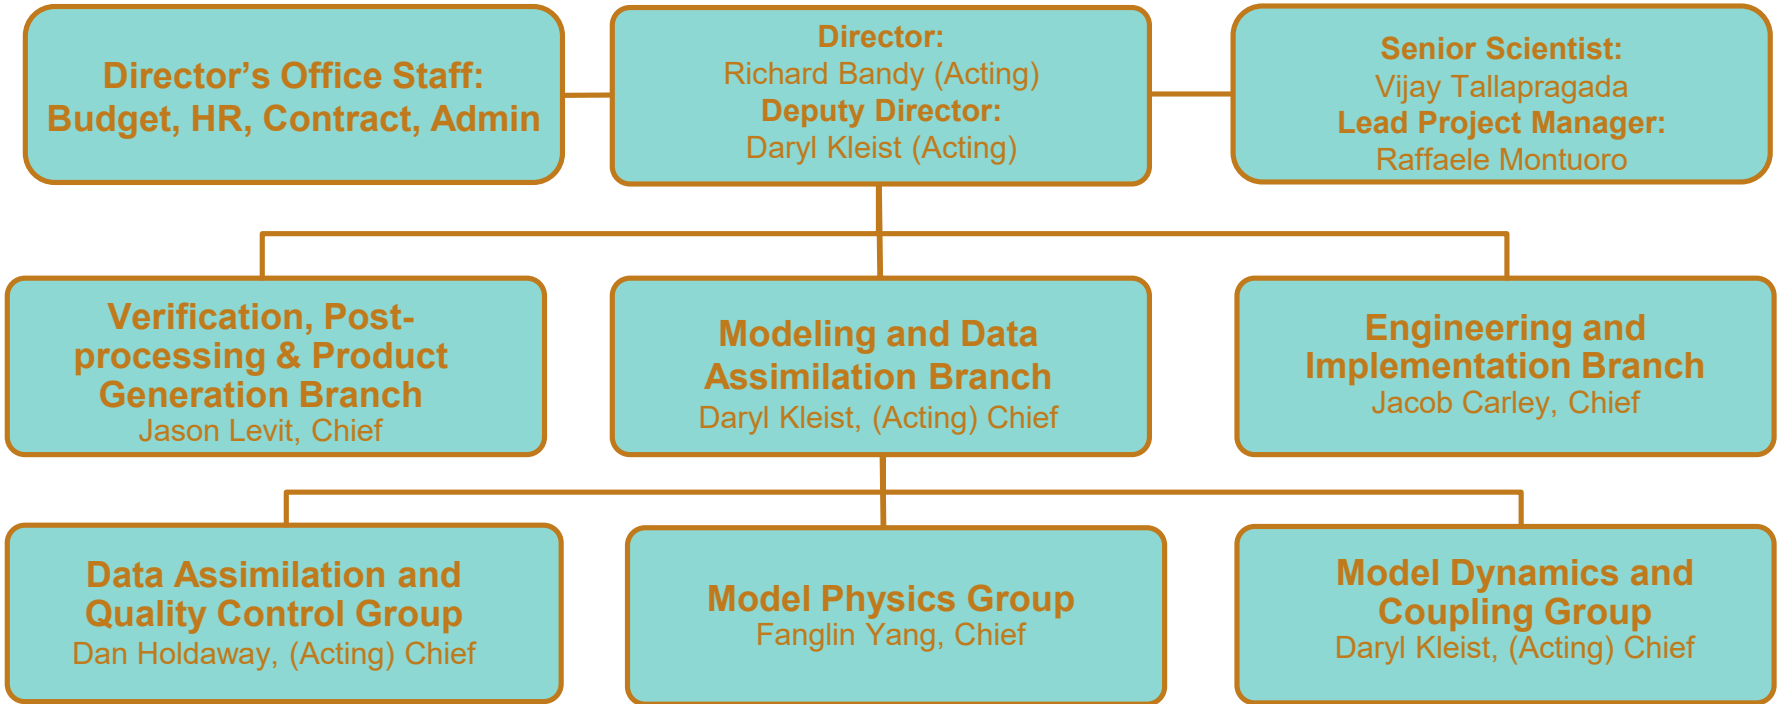 Director’s Office Staff:
Budget, HR, Contract, Admin
Director:
Richard Bandy (Acting)
Deputy Director:
Daryl Kleist (Acting)
Senior Scientist:
Vijay Tallapragada
Lead Project Manager:
Raffaele Montuoro
Verification, Post-
processing & Product
Generation Branch
Jason Levit, Chief
Modeling and Data
Assimilation Branch
Daryl Kleist, (Acting) Chief
Engineering and
Implementation Branch
Jacob Carley, Chief
Data Assimilation and
Quality Control Group
Dan Holdaway, (Acting) Chief
Model Physics Group
Fanglin Yang, Chief
Model Dynamics and
Coupling Group
Daryl Kleist, (Acting) Chief